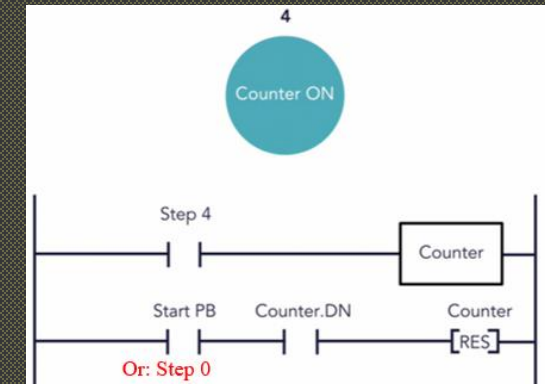 4
Counter ON
Step 4
Counter
Start PB Counter.DN Counter
RES
Or: Step 0